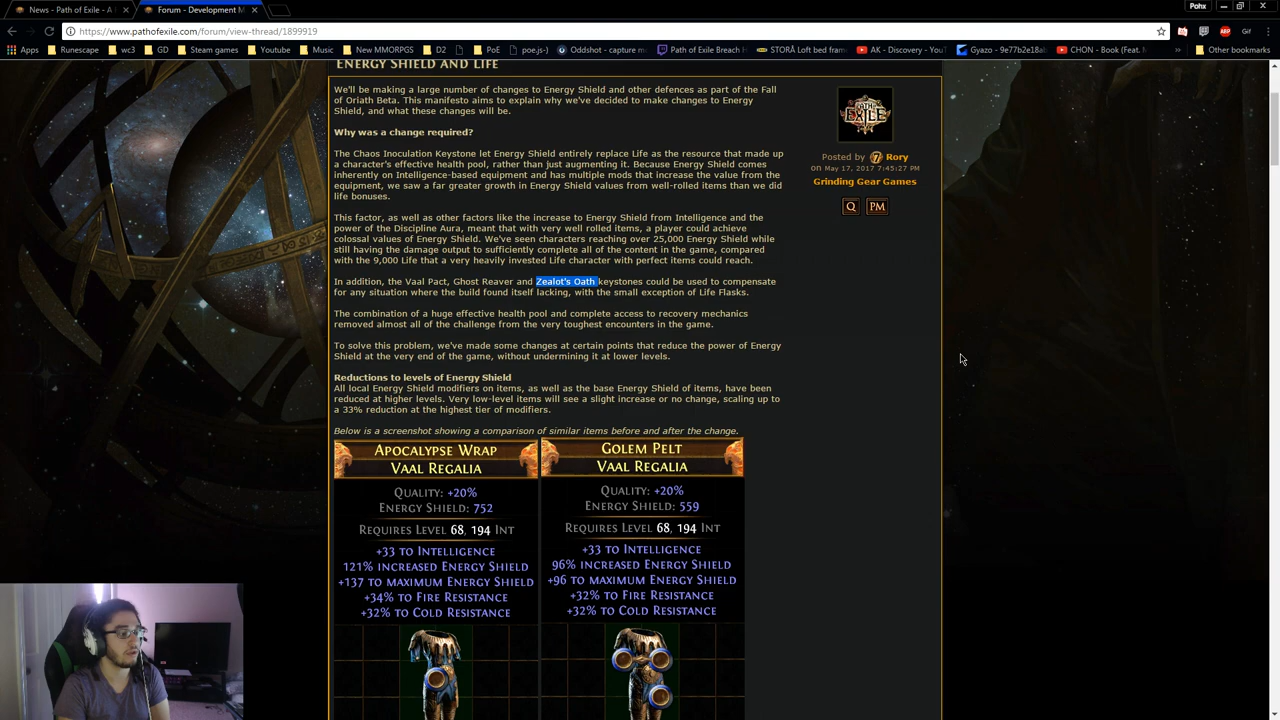 News - Path of Exile - A
Forum - Development M
Pohx
https://www.pathofexile.com/forum/view-thread/1899919
Apps
Runescape
wc3
GD
Steam games
Youtube
Music
New MMORPGS
D2
PoE
poe.js-)
Oddshot - capture m
Path of Exile Breach H
STORÅ Loft bed fram
AK - Discovery - YouT
Gyazo - 9e77b2e18ab
CHON - Book (Feat. M
»
Other bookmarks
ABP
Gif
Energy Shield and Life
We'll be making a large number of changes to Energy Shield and other defences as part of the Fall
of Oriath Beta. This manifesto aims to explain why we've decided to make changes to Energy
Shield, and what these changes will be.
Why was a change required?
The Chaos Inoculation Keystone let Energy Shield entirely replace Life as the resource that made up
a character's effective health pool, rather than just augmenting it. Because Energy Shield comes
inherently on Intelligence-based equipment and has multiple mods that increase the value from the
equipment, we saw a far greater growth in Energy Shield values from well-rolled items than we did
life bonuses.
This factor, as well as other factors like the increase to Energy Shield from Intelligence and the
power of the Discipline Aura, meant that with very well rolled items, a player could achieve
colossal values of Energy Shield. We've seen characters reaching over 25,000 Energy Shield while
still having the damage output to sufficiently complete all of the content in the game, compared
with the 9,000 Life that a very heavily invested Life character with perfect items could reach.
In addition, the Vaal Pact, Ghost Reaver and Zealot's Oath keystones could be used to compensate
for any situation where the build found itself lacking, with the small exception of Life Flasks.
The combination of a huge effective health pool and complete access to recovery mechanics
removed almost all of the challenge from the very toughest encounters in the game.
To solve this problem, we've made some changes at certain points that reduce the power of Energy
Shield at the very end of the game, without undermining it at lower levels.
Reductions to levels of Energy Shield
All local Energy Shield modifiers on items, as well as the base Energy Shield of items, have been
reduced at higher levels. Very low-level items will see a slight increase or no change, scaling up to
a 33% reduction at the highest tier of modifiers.
Below is a screenshot showing a comparison of similar items before and after the change.
Path of Exile
Posted by Rory
on May 17, 2017 7:45:27 PM
Grinding Gear Games
Q PM
Apocalypse Wrap
Vaal Regalia
Quality: +20%
Energy Shield: 752
Requires Level 68, 194 Int
+33 to Intelligence
121% increased Energy Shield
+137 to maximum Energy Shield
+34% to Fire Resistance
+32% to Cold Resistance
Golem Pelt
Vaal Regalia
Quality: +20%
Energy Shield: 559
Requires Level 68, 194 Int
+33 to Intelligence
96% increased Energy Shield
+96 to maximum Energy Shield
+32% to Fire Resistance
+32% to Cold Resistance